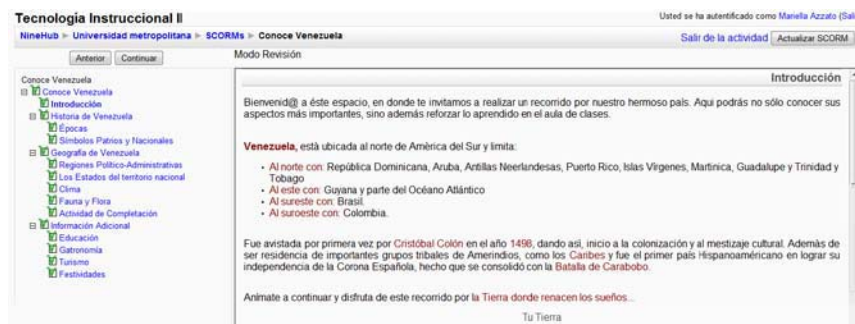 Tecnologia Instruccional II
Usted se ha autentificado como Mariella Azzato (Sali
NineHub ► Universidad metropolitana ► SCORMs ► Conoce Venezuela
Salir de la actividad Actualizar SCORM
Anterior Continuar
Modo Revisión
Conoce Venezuela
Conoce Venezuela
Introducción
Historia de Venezuela
Épocas
Símbolos Patrios y Nacionales
Geografía de Venezuela
Regiones Político-Administrativas
Los Estados del territorio nacional
Clima
Fauna y Flora
Actividad de Completación
Información Adicional
Educación
Gatronomía
Turismo
Festividades
Introducción
Bienvenid@ a éste espacio, en donde te invitamos a realizar un recorrido por nuestro hermoso país. Aqui podrás no sólo conocer sus
aspectos más importantes, sino además reforzar lo aprendido en el aula de clases.
Venezuela, està ubicada al norte de Amèrica del Sur y limita:
• Al norte con: República Dominicana, Aruba, Antillas Neerlandesas, Puerto Rico, Islas Vírgenes, Martinica, Guadalupe y Trinidad y
Tobago
• Al este con: Guyana y parte del Océano Atlántico
• Al sureste con: Brasil.
• Al suroeste con: Colombia.
Fue avistada por primera vez por Cristóbal Colón en el año 1498, dando así, inicio a la colonización y al mestizaje cultural. Además de
ser residencia de importantes grupos tribales de Amerindios, como los Caribes y fue el primer país Hispanoaméricano en lograr su
independencia de la Corona Española, hecho que se consolidó con la Batalla de Carabobo.
Anímate a continuar y disfruta de este recorrido por la Tierra donde renacen los sueños...
Tu Tierra